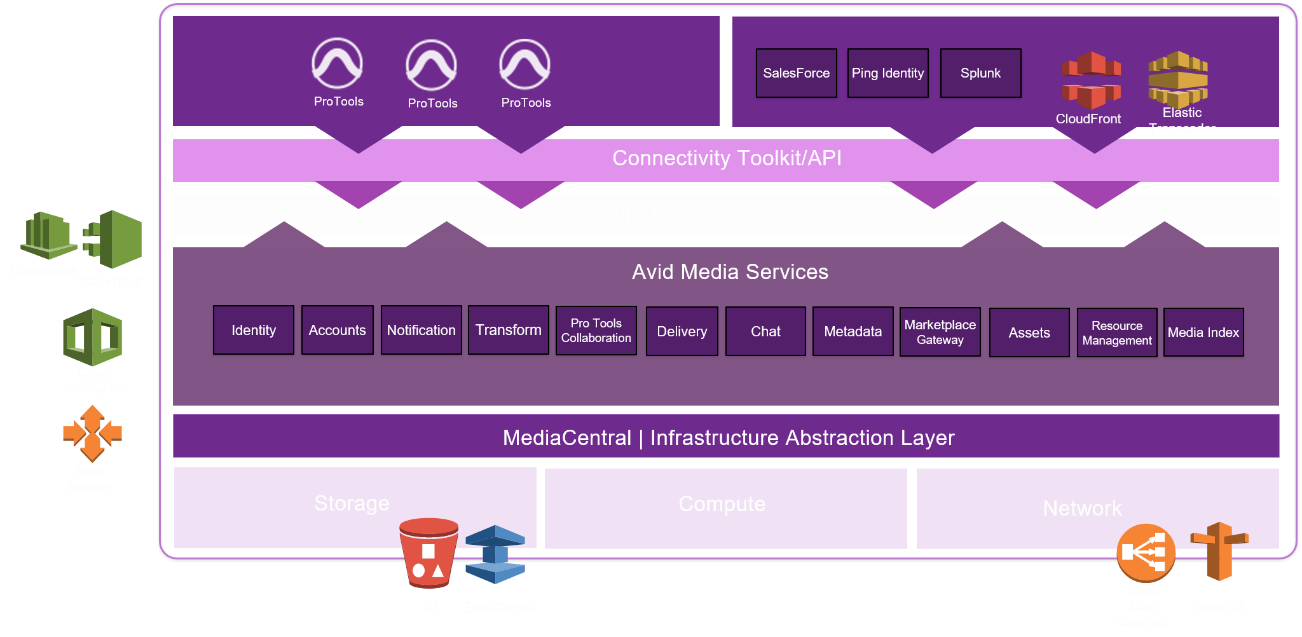 ProTools
ProTools
ProTools
SalesForce
Ping Identity
Splunk
CloudFront
Elastic
Connectivity Toolkit/API
Avid Media Services
Identity
Accounts
Notification
Transform
Pro Tools
Collaboration
Delivery
Chat
Metadata
Marketplace
Gateway
Assets
Resource
Management
Media Index
MediaCentral | Infrastructure Abstraction Layer
Storage
Compute
Network